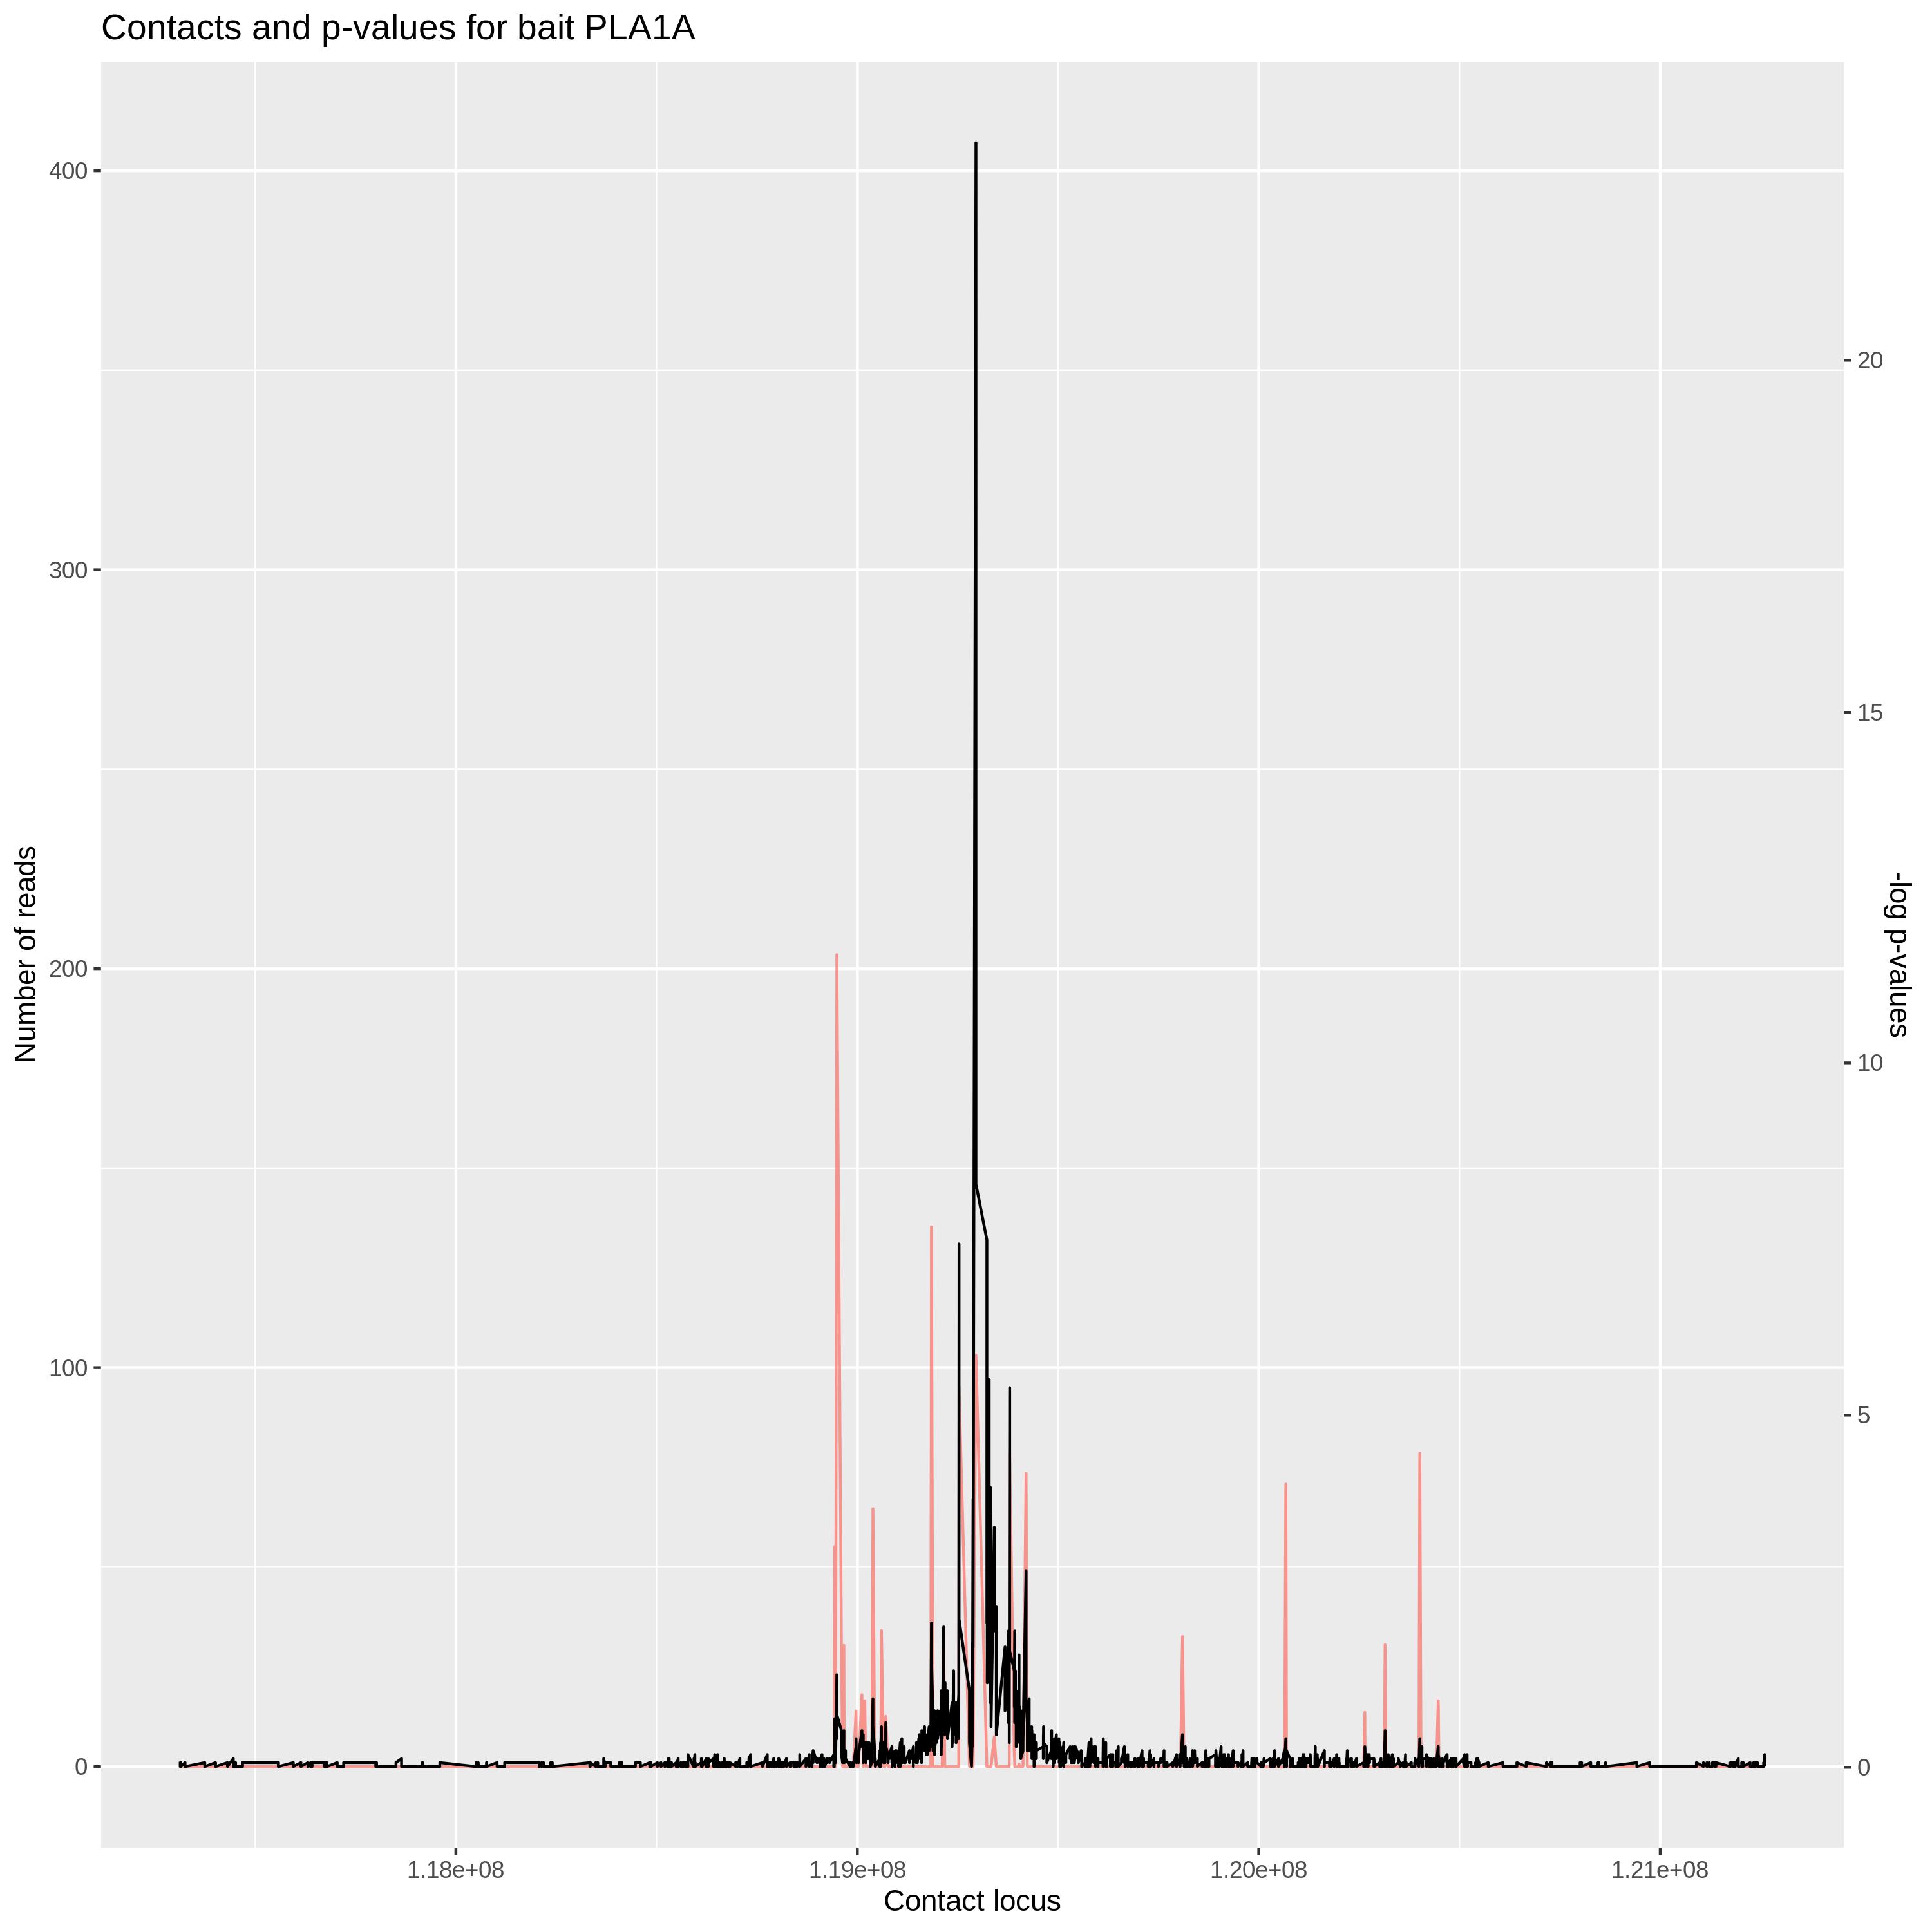 Contacts and p-values for bait PLA1A
400
300
200
100
0
Number of reads
20
15
10
5
0
-log p-values
1.18e+08
1.19e+08
1.20e+08
1.21e+08
Contact locus